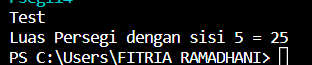 Test
Luas Persegi dengan sisi 5 = 25
PS C:\Users\FITRIA RAMADHANI>